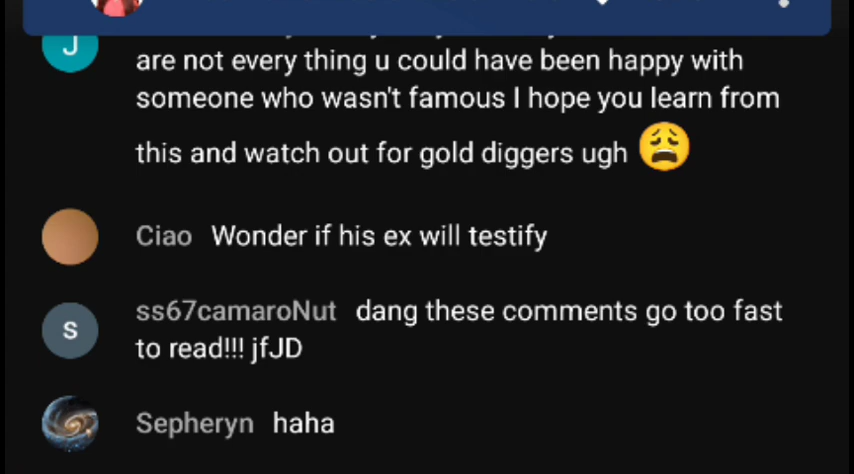 J
are not every thing u could have been happy with
someone who wasn't famous I hope you learn from
this and watch out for gold diggers ugh 😩
Ciao Wonder if his ex will testify
S
ss67camaroNut dang these comments go too fast
to read!!! jfJD
Sepheryn haha